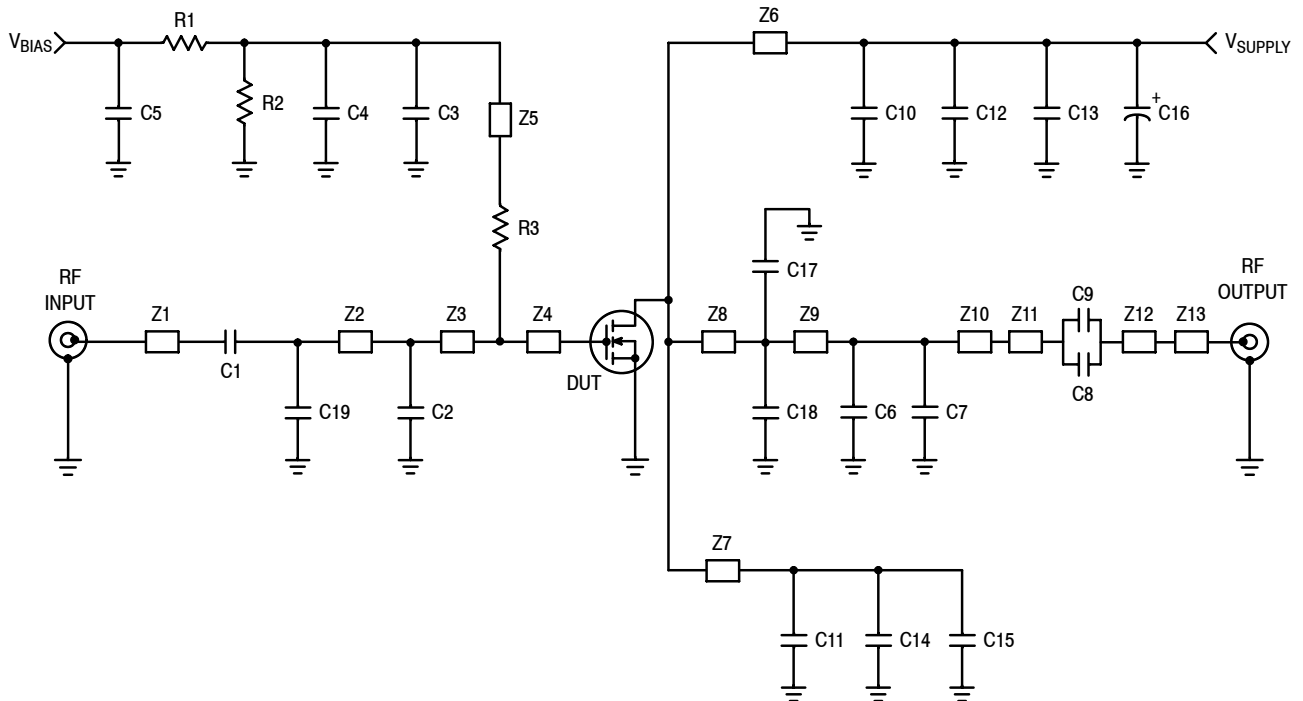 V_BIAS
R1
C5
R2
C4
C3
Z5
R3
Z6
V_SUPPLY
C10
C12
C13
+
C16
RF
INPUT
Z1
C1
C19
Z2
C2
Z3
Z4
DUT
Z8
C17
C18
Z9
C6
C7
Z10
Z11
C9
C8
Z12
Z13
RF
OUTPUT
Z7
C11
C14
C15